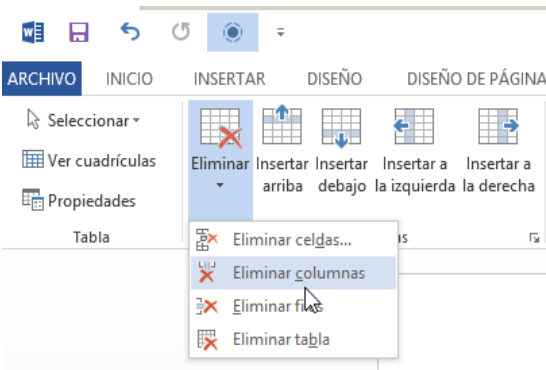 ARCHIVO INICIO INSERTAR DISEÑO DISEÑO DE PÁGINA
Seleccionar
Ver cuadrículas
Propiedades
Tabla
Eliminar
Insertar arriba
Insertar debajo
Insertar a la izquierda
Insertar a la derecha
Eliminar celdas...
Eliminar columnas
Eliminar
Eliminar tabla